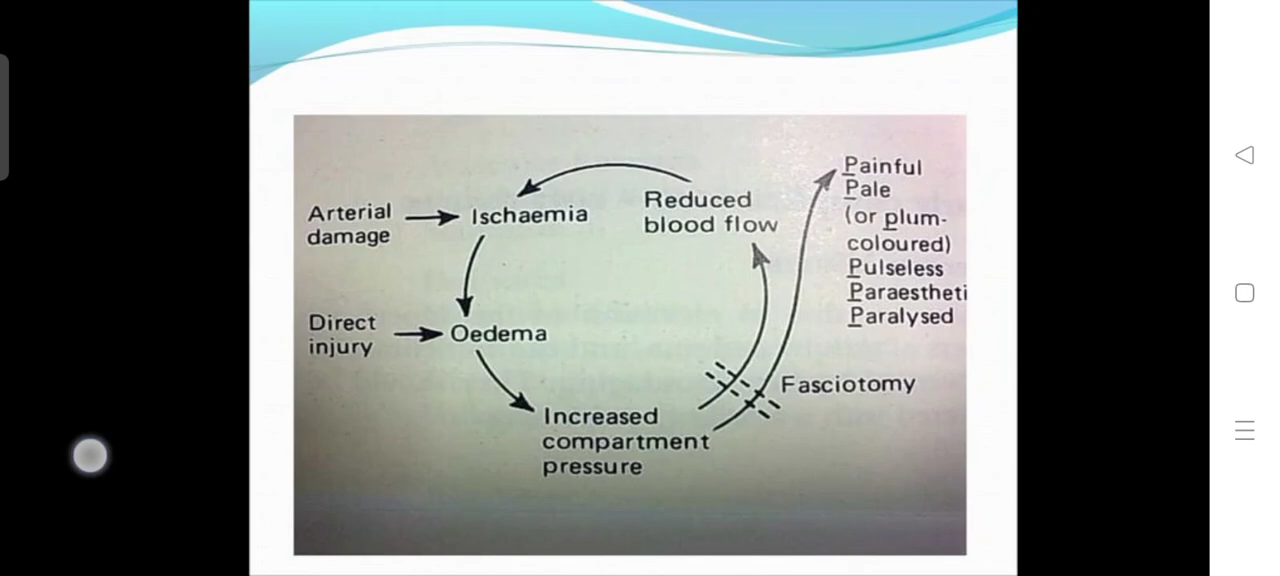 Arterial
damage
Ischaemia
Reduced
blood flow
Direct
injury
Oedema
Increased
compartment
pressure
Fasciotomy
Painful
Pale
(or plum-
coloured)
Pulseless
Paraestheti
Paralysed